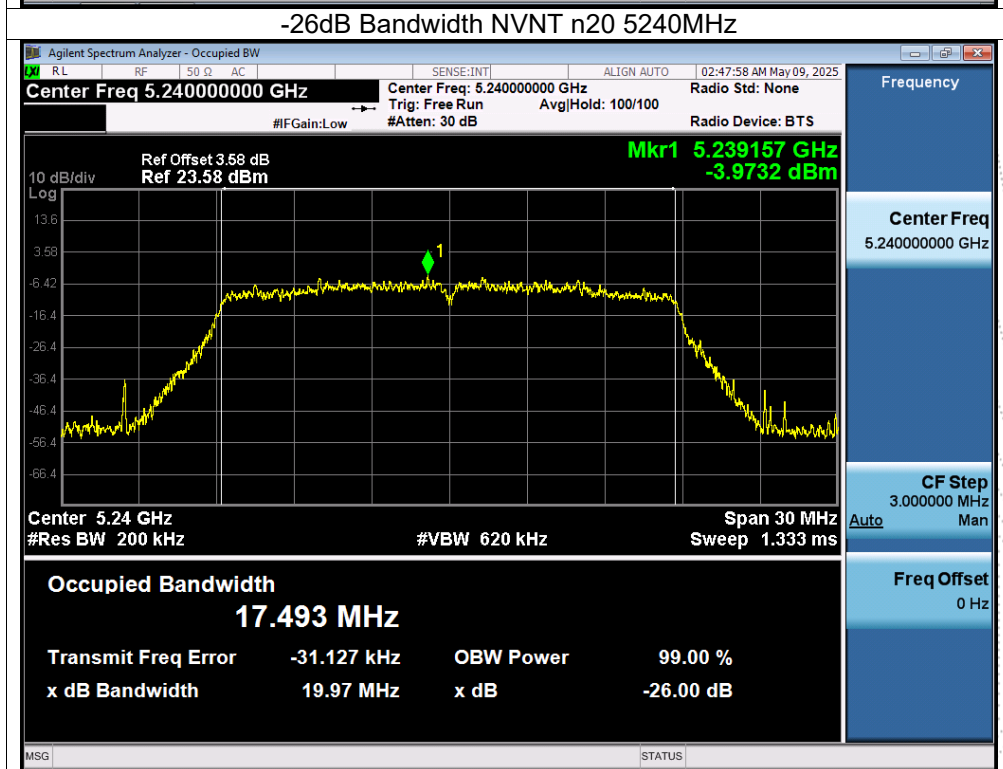 -26dB Bandwidth NVNT n20 5240MHz
Agilent Spectrum Analyzer - Occupied BW
LXI RL RF 50 Ω AC SENSE:INT ALIGN AUTO 02:47:58 AM May 09, 2025
Center Freq 5.240000000 GHz
Center Freq: 5.240000000 GHz Radio Std: None
Trig: Free Run Avg|Hold: 100/100
#IFGain:Low #Atten: 30 dB Radio Device: BTS
Mkr1 5.239157 GHz
-3.9732 dBm
Ref Offset 3.58 dB
10 dB/div Ref 23.58 dBm
Log
13.6
3.58
-6.42
-16.4
-26.4
-36.4
-46.4
-56.4
-66.4
1
Center 5.24 GHz Span 30 MHz
#Res BW 200 kHz #VBW 620 kHz Sweep 1.333 ms
Occupied Bandwidth
17.493 MHz
Transmit Freq Error -31.127 kHz OBW Power 99.00 %
x dB Bandwidth 19.97 MHz x dB -26.00 dB
Frequency
Center Freq
5.240000000 GHz
CF Step
3.000000 MHz
Auto Man
Freq Offset
0 Hz
MSG STATUS